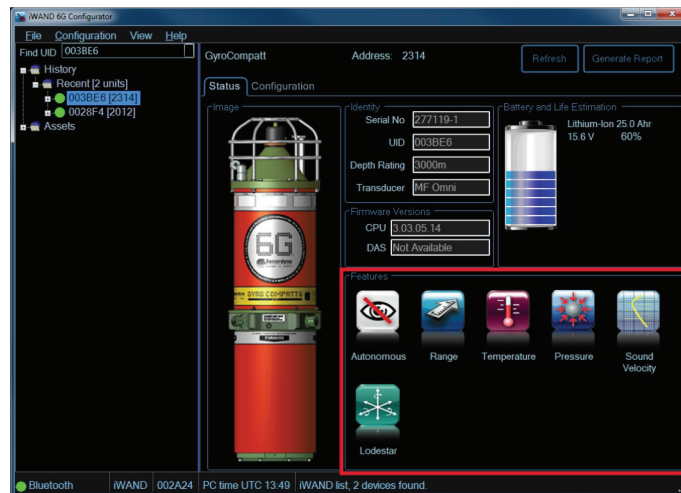 iWAND 6G Configurator
File Configuration View Help
Find UID 003BE6
History
Recent [2 units]
003BE6 [2314]
0028F4 [2012]
Assets
GyroCompatt Address: 2314 Refresh Generate Report
Status Configuration
Image
6G
Sonardyne
GYRO COMPATT 6
FORWARD
Identity
Serial No 277119-1
UID 003BE6
Depth Rating 3000m
Transducer MF Omni
Firmware Versions
CPU 3.03.05.14
DAS Not Available
Battery and Life Estimation
Lithium-Ion 25.0 Ahr
15.6 V 60%
Features
Autonomous Range Temperature Pressure Sound
Velocity
Lodestar
Bluetooth iWAND 002A24 PC time UTC 13:49 iWAND list, 2 devices found.